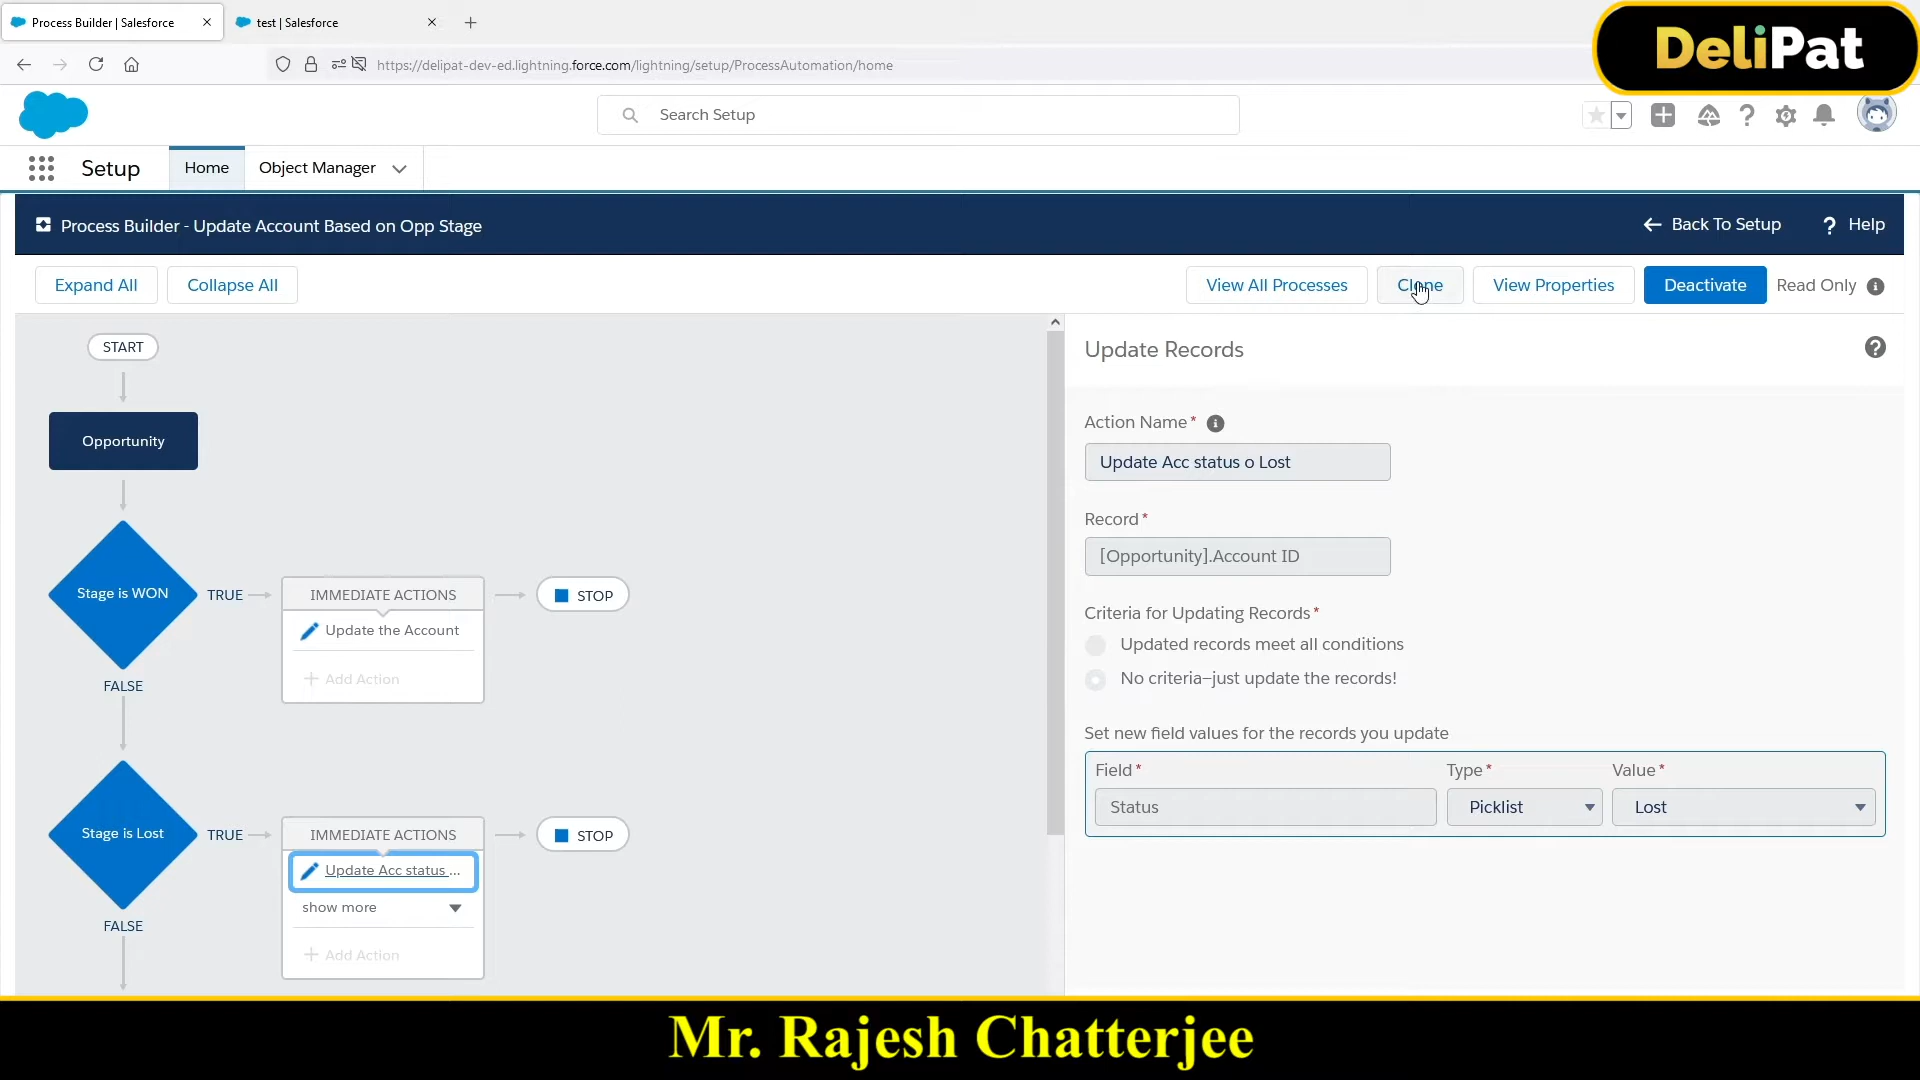 Process Builder | Salesforce
test | Salesforce
https://delipat-dev-ed.lightning.force.com/lightning/setup/ProcessAutomation/home
DeliPat
Search Setup
Setup
Home
Object Manager
Process Builder - Update Account Based on Opp Stage
Back To Setup
? Help
Expand All
Collapse All
View All Processes
Clone
View Properties
Deactivate
Read Only
START
Opportunity
Stage is WON
TRUE
IMMEDIATE ACTIONS
STOP
Update the Account
+ Add Action
FALSE
Stage is Lost
TRUE
IMMEDIATE ACTIONS
STOP
Update Acc status ...
show more
+ Add Action
FALSE
Update Records
Action Name*
Update Acc status o Lost
Record*
[Opportunity].Account ID
Criteria for Updating Records*
Updated records meet all conditions
No criteria—just update the records!
Set new field values for the records you update
Field* Type* Value*
Status Picklist Lost
Mr. Rajesh Chatterjee